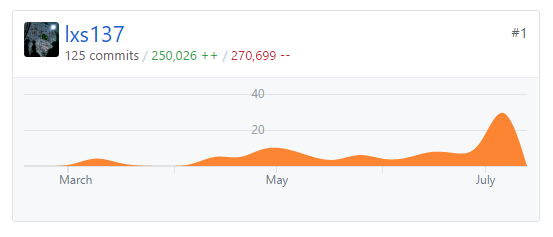 lxs137
#1
125 commits / 250,026 ++ / 270,699 --
40
20
March May July